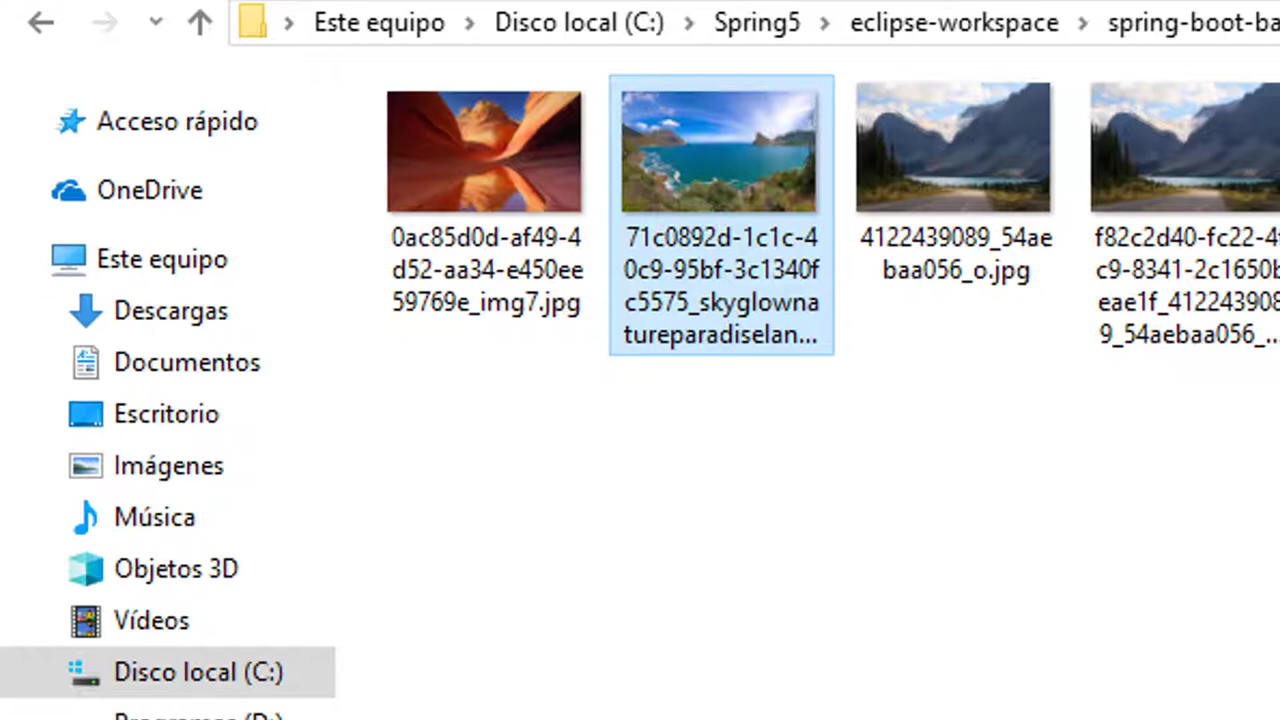 Este equipo > Disco local (C:) > Spring5 > eclipse-workspace > spring-boot-ba
Acceso rápido
OneDrive
Este equipo
Descargas
Documentos
Escritorio
Imágenes
Música
Objetos 3D
Vídeos
Disco local (C:)
Programas (D:)
0ac85d0d-af49-4
d52-aa34-e450ee
59769e_img7.jpg
71c0892d-1c1c-4
0c9-95bf-3c1340f
c5575_skyglowna
tureparadiselan...
4122439089_54ae
baa056_o.jpg
f82c2d40-fc22-4
c9-8341-2c1650b
eae1f_412243908
9_54aebaa056_...